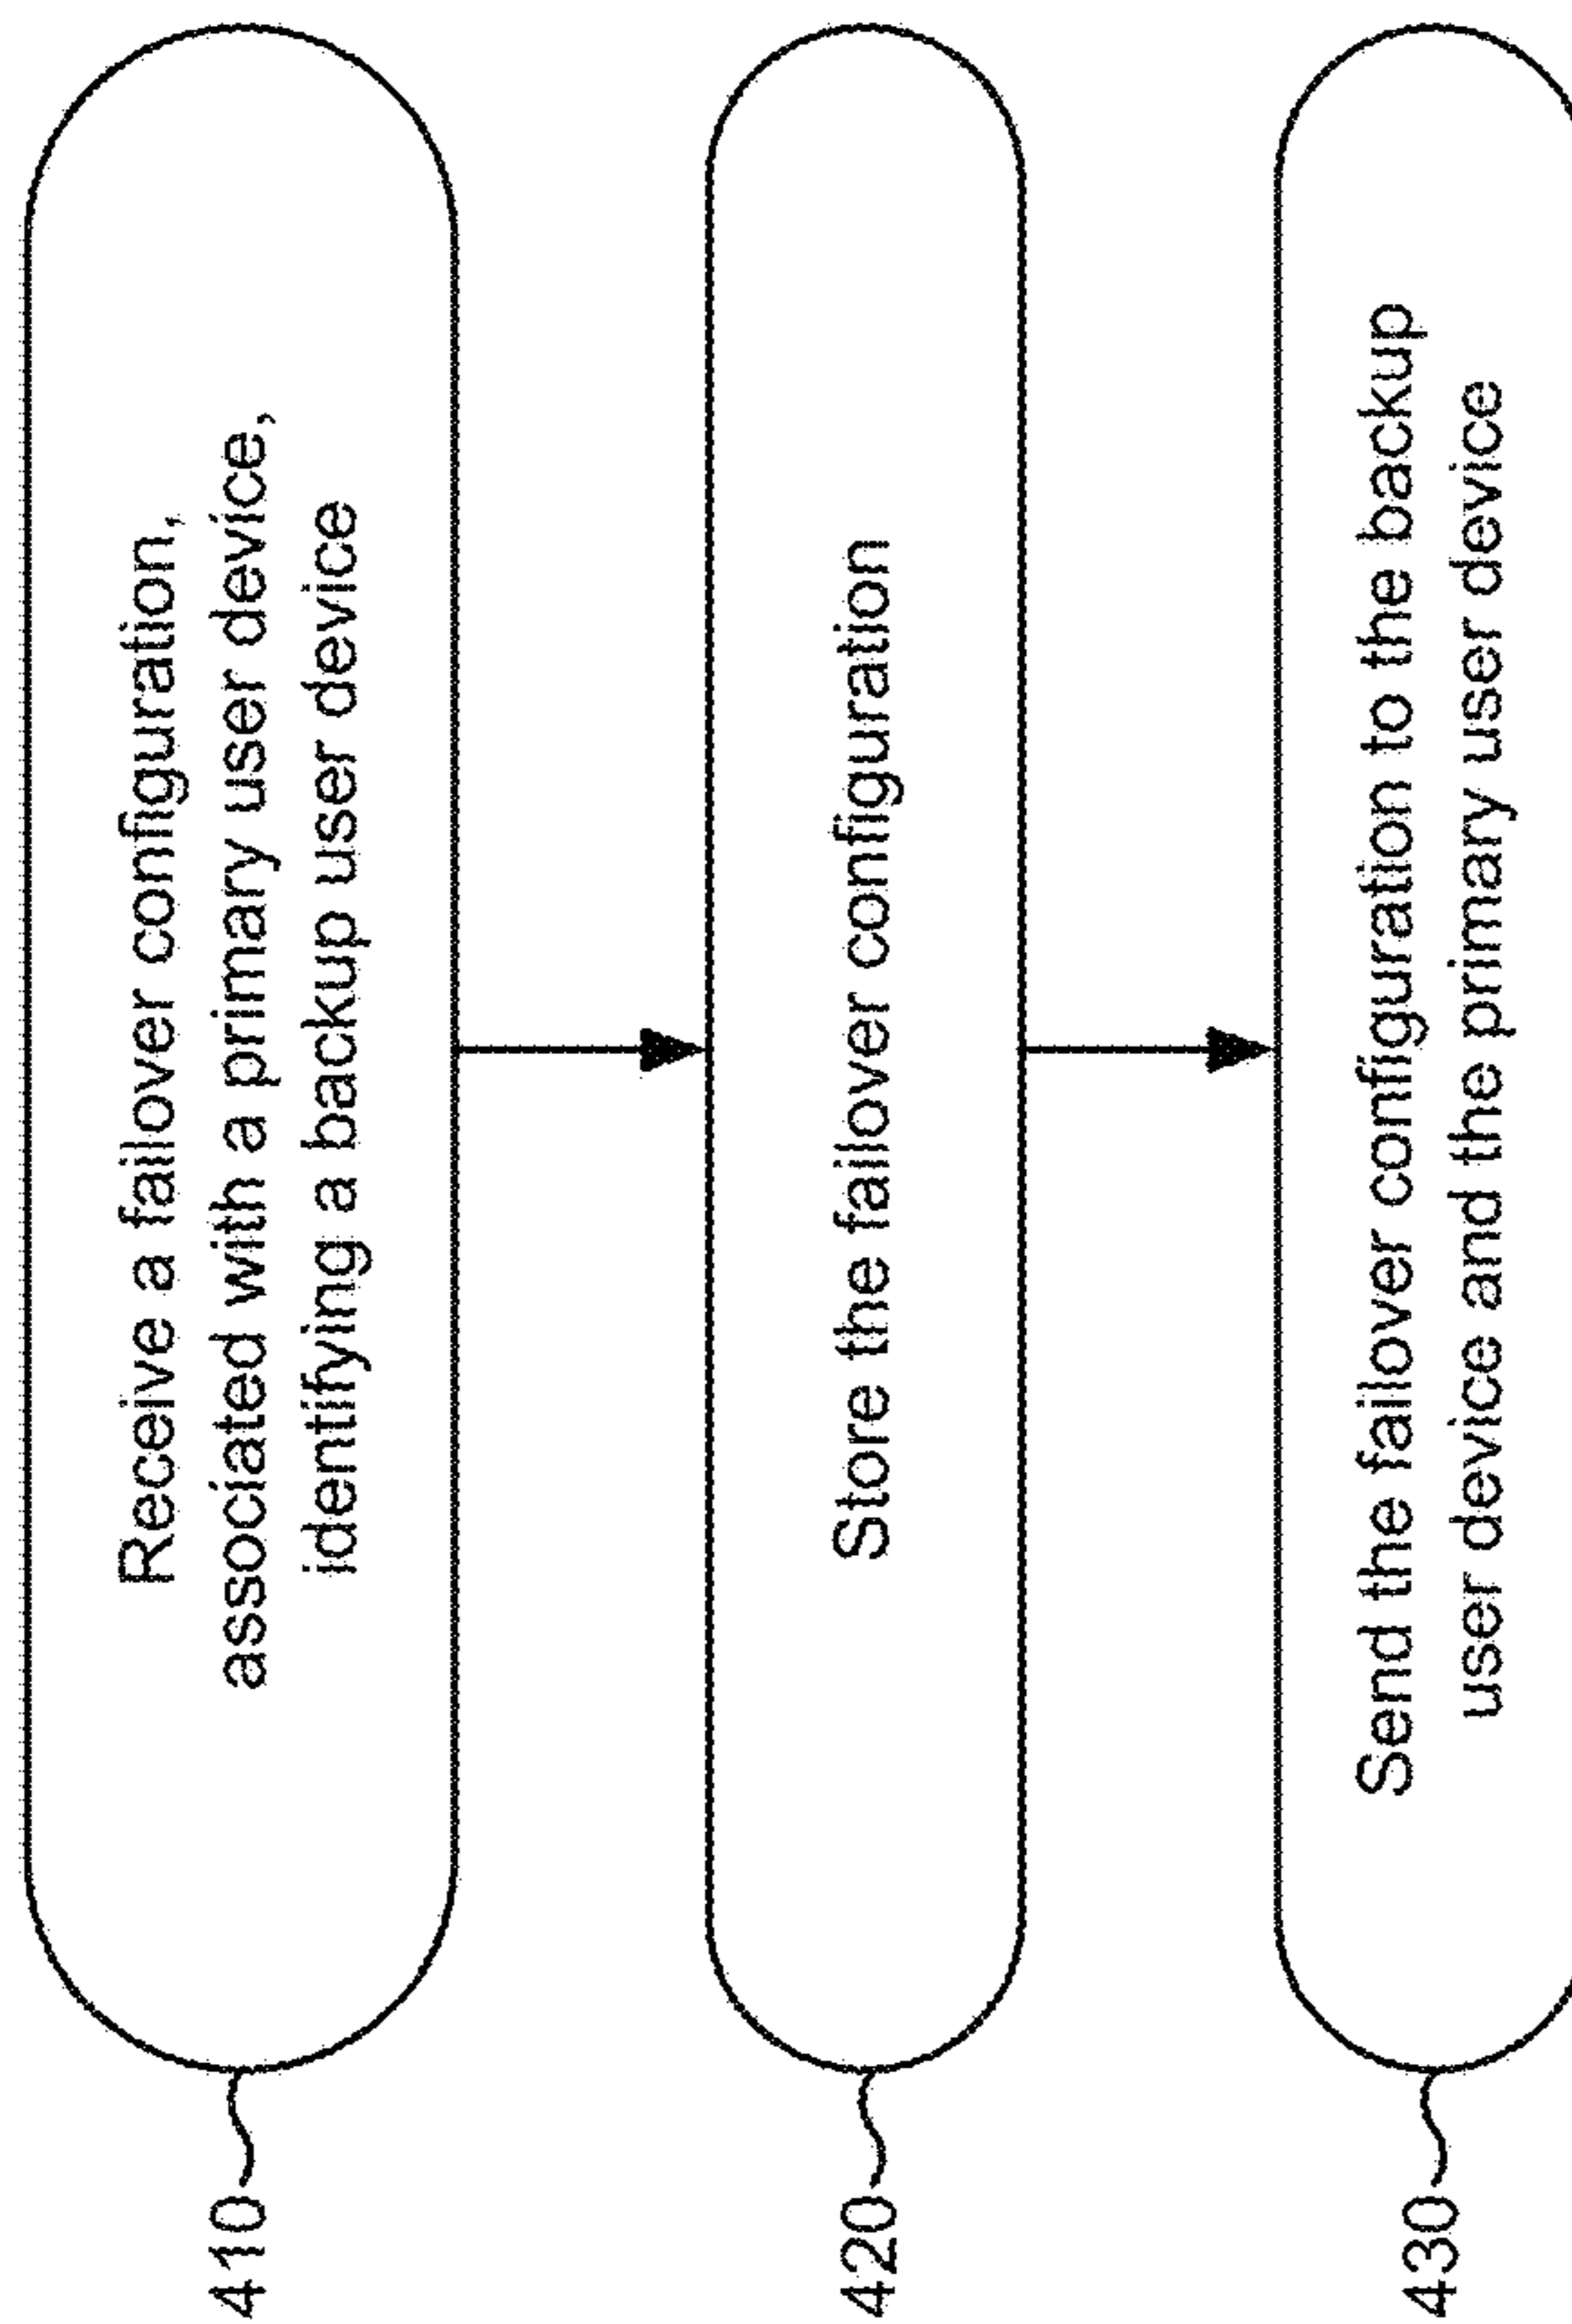 410
Receive a failover configuration,
associated with a primary user device,
identifying a backup user device
420
Store the failover configuration
430
Send the failover configuration to the backup
user device and the primary user device